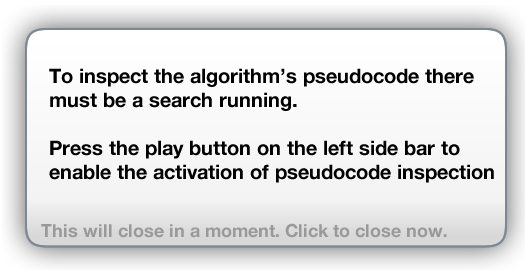 To inspect the algorithm’s pseudocode there
must be a search running.
Press the play button on the left side bar to
enable the activation of pseudocode inspection
This will close in a moment. Click to close now.